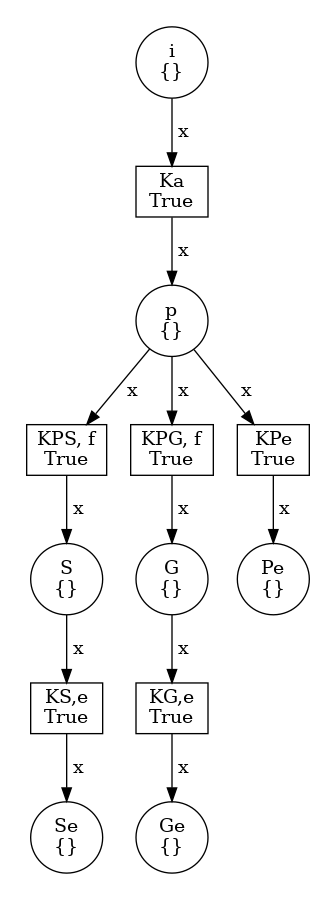 i
{}
x
Ka
True
x
p
{}
x x x
KPS, f KPG, f KPe
True True True
x x x
S G Pe
{} {} {}
x x
KS,e KG,e
True True
x x
Se Ge
{} {}